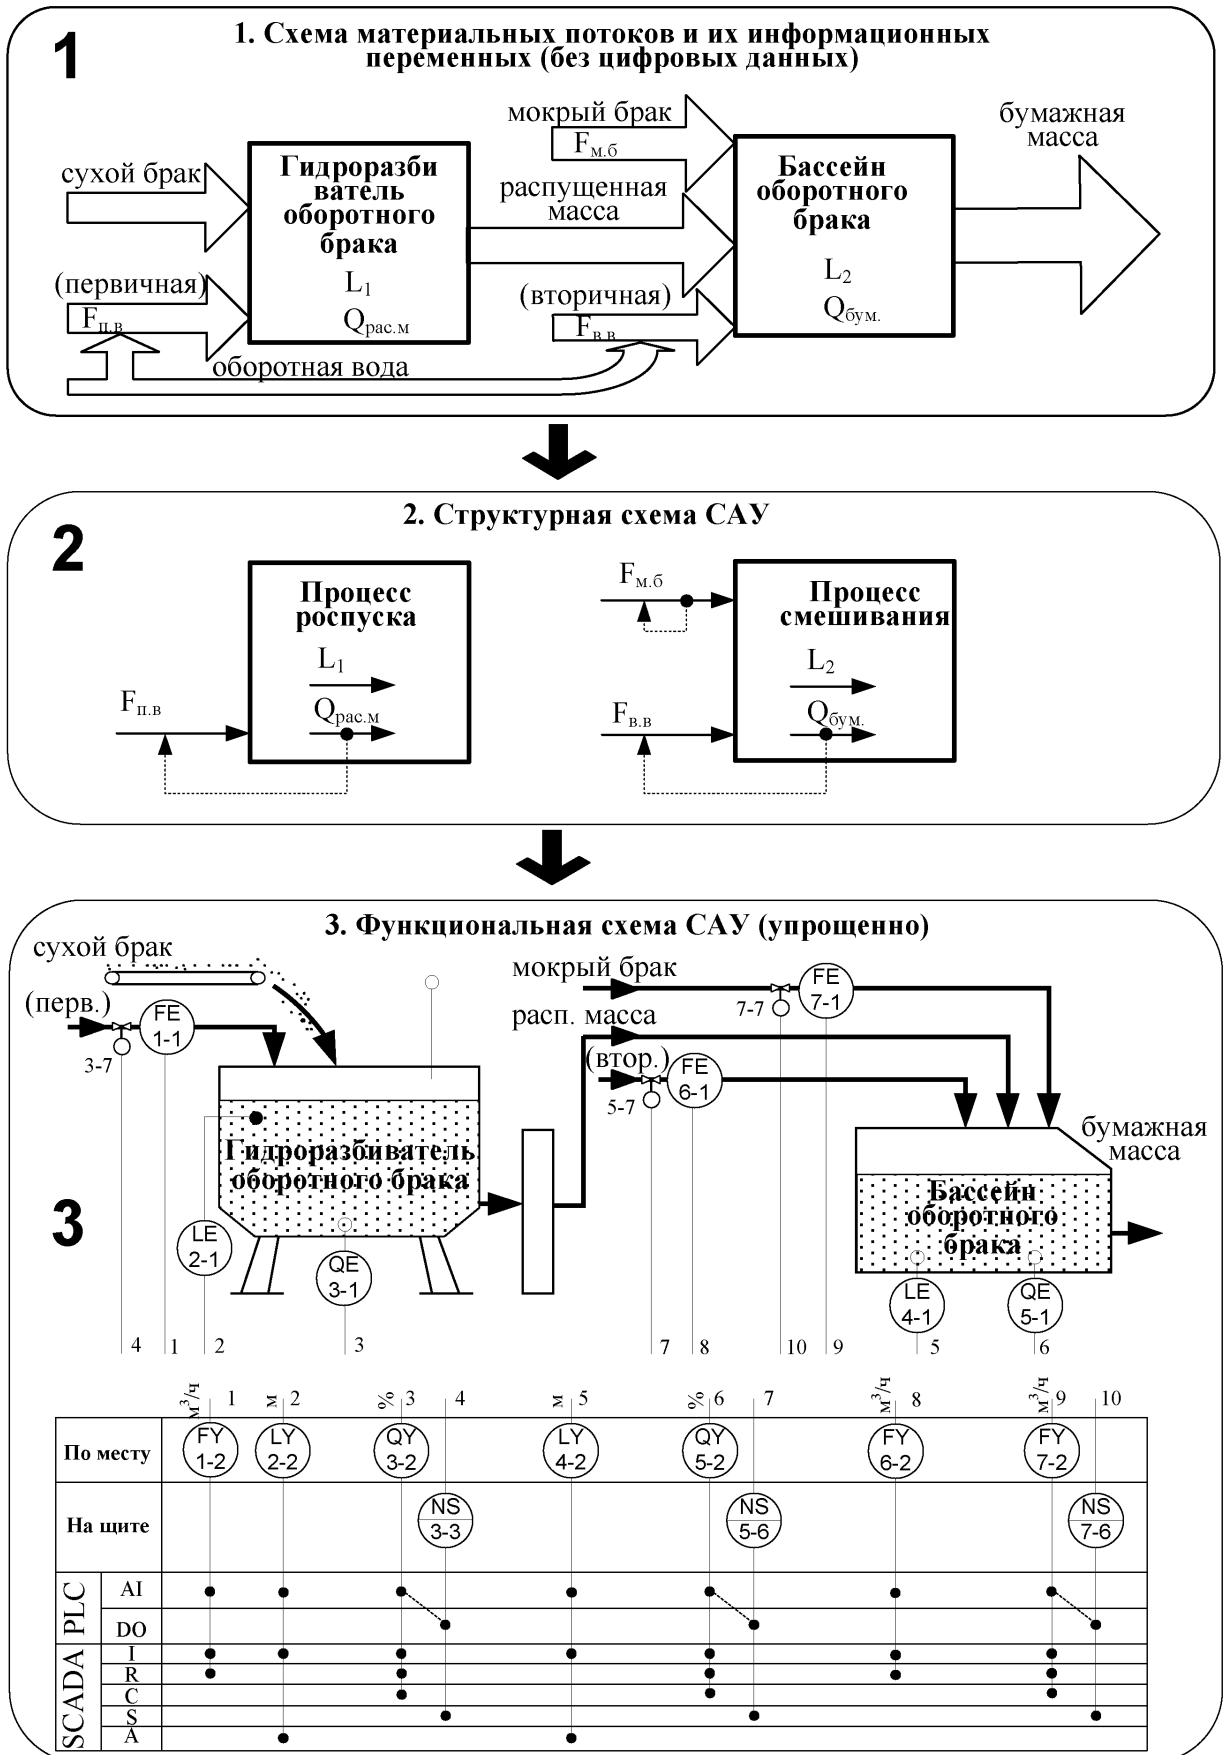 1
1. Схема материальных потоков и их информационных
переменных (без цифровых данных)
сухой брак
(первичная)
Fп.в
оборотная вода
Гидроразби
ватель
оборотного
брака
L1
Qрас.м
мокрый брак
Fм.б
распущенная
масса
(вторичная)
Fв.в
Бассейн
оборотного
брака
L2
Qбум.
бумажная
масса
2
2. Структурная схема САУ
Fп.в
Процесс
роспуска
L1
Qрас.м
Fм.б
Fв.в
Процесс
смешивания
L2
Qбум.
3
3. Функциональная схема САУ (упрощенно)
сухой брак
(перв.)
FE
1-1
3-7
мокрый брак
7-7
FE
7-1
расп. масса
(втор.)
5-7
FE
6-1
Гидроразбиватель
оборотного брака
LE
2-1
QE
3-1
бумажная
масса
Бассейн
оборотного
брака
LE
4-1
QE
5-1
4 1 2 3 7 8 10 9 5 6
м³/ч 1 м 2 % 3 4 м 5 % 6 7 м³/ч 8 м³/ч 9 10
По месту
FY
1-2
LY
2-2
QY
3-2
LY
4-2
QY
5-2
FY
6-2
FY
7-2
На щите
NS
3-3
NS
5-6
NS
7-6
PLC
AI
DO
SCADA
I
R
C
S
A